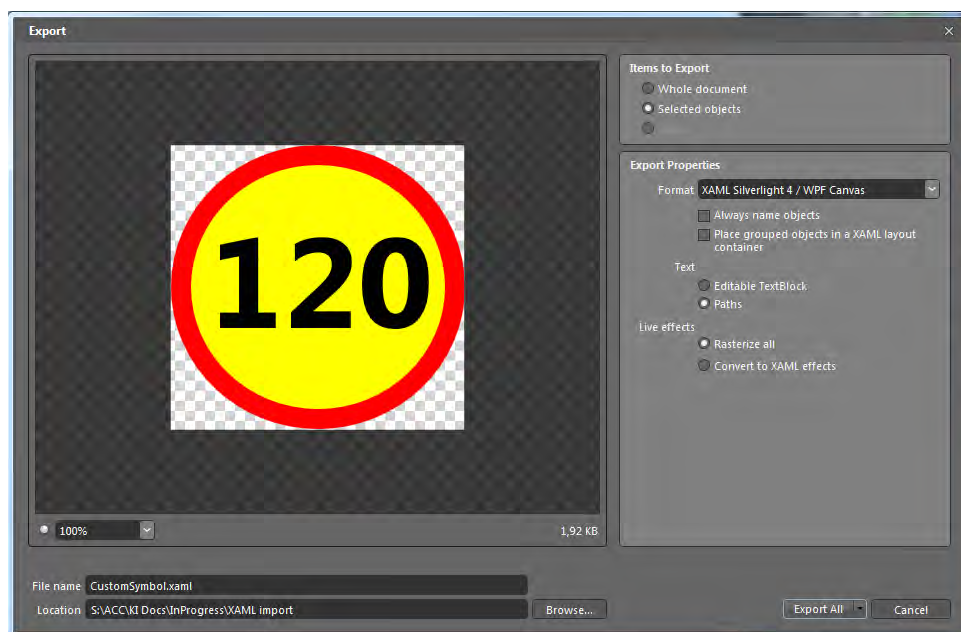 Export
120
100%
1,92 KB
Items to Export
Whole document
Selected objects
Export Properties
Format XAML Silverlight 4 / WPF Canvas
Always name objects
Place grouped objects in a XAML layout
container
Text
Editable TextBlock
Paths
Live effects
Rasterize all
Convert to XAML effects
File name CustomSymbol.xaml
Location S:\ACC\KI Docs\InProgress\XAML import
Browse...
Export All
Cancel